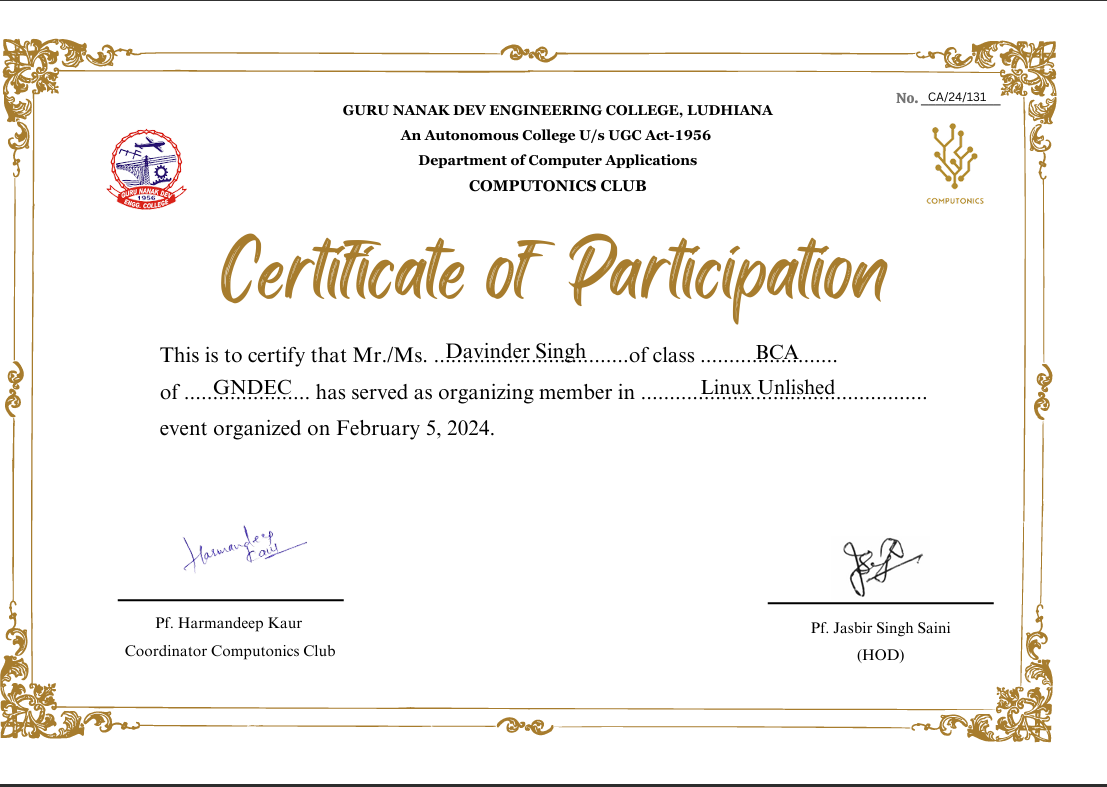 No. CA/24/131
GURU NANAK DEV ENGINEERING COLLEGE, LUDHIANA
An Autonomous College U/s UGC Act-1956
Department of Computer Applications
COMPUTONICS CLUB
GURU NANAK DEV
1956
ENGG. COLLEGE
COMPUTONICS
Certificate of Participation
This is to certify that Mr./Ms. ..Davinder Singh.......of class ..........BCA.......
of .....GNDEC... has served as organizing member in ..........Linux Unlished................
event organized on February 5, 2024.
Harmandeep
Kaur
Pf. Harmandeep Kaur
Coordinator Computonics Club
Pf. Jasbir Singh Saini
(HOD)